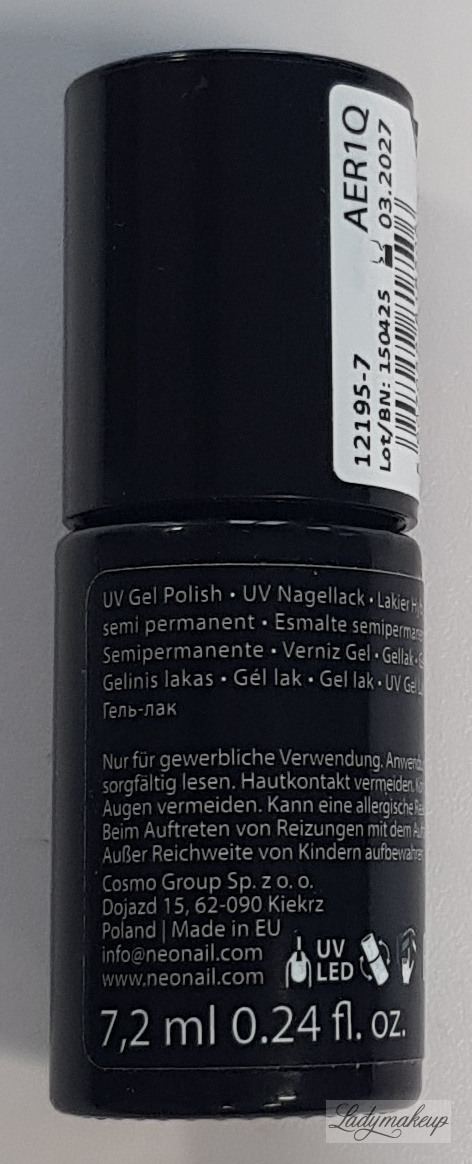 AER1Q
03.2027
12195-7
Lot/BN: 150425
UV Gel Polish • UV Nagellack • Lakier
semi permanent • Esmalte
Semipermanente • Verniz Gel • Gellak •
Gelinis lakas • Gél lak • Gel lak • UV Gel
Гель-лак
Nur für gewerbliche Verwendung.
sorgfältig lesen. Hautkontakt vermeiden.
Augen vermeiden. Kann eine allergische
Beim Auftreten von Reizungen mit dem
Außer Reichweite von Kindern aufbewahren
Cosmo Group Sp. z o. o.
Dojazd 15, 62-090 Kiekrz
Poland | Made in EU
info@neonail.com
www.neonail.com
UV
LED
7,2 ml 0.24 fl. oz.
Ladymakeup